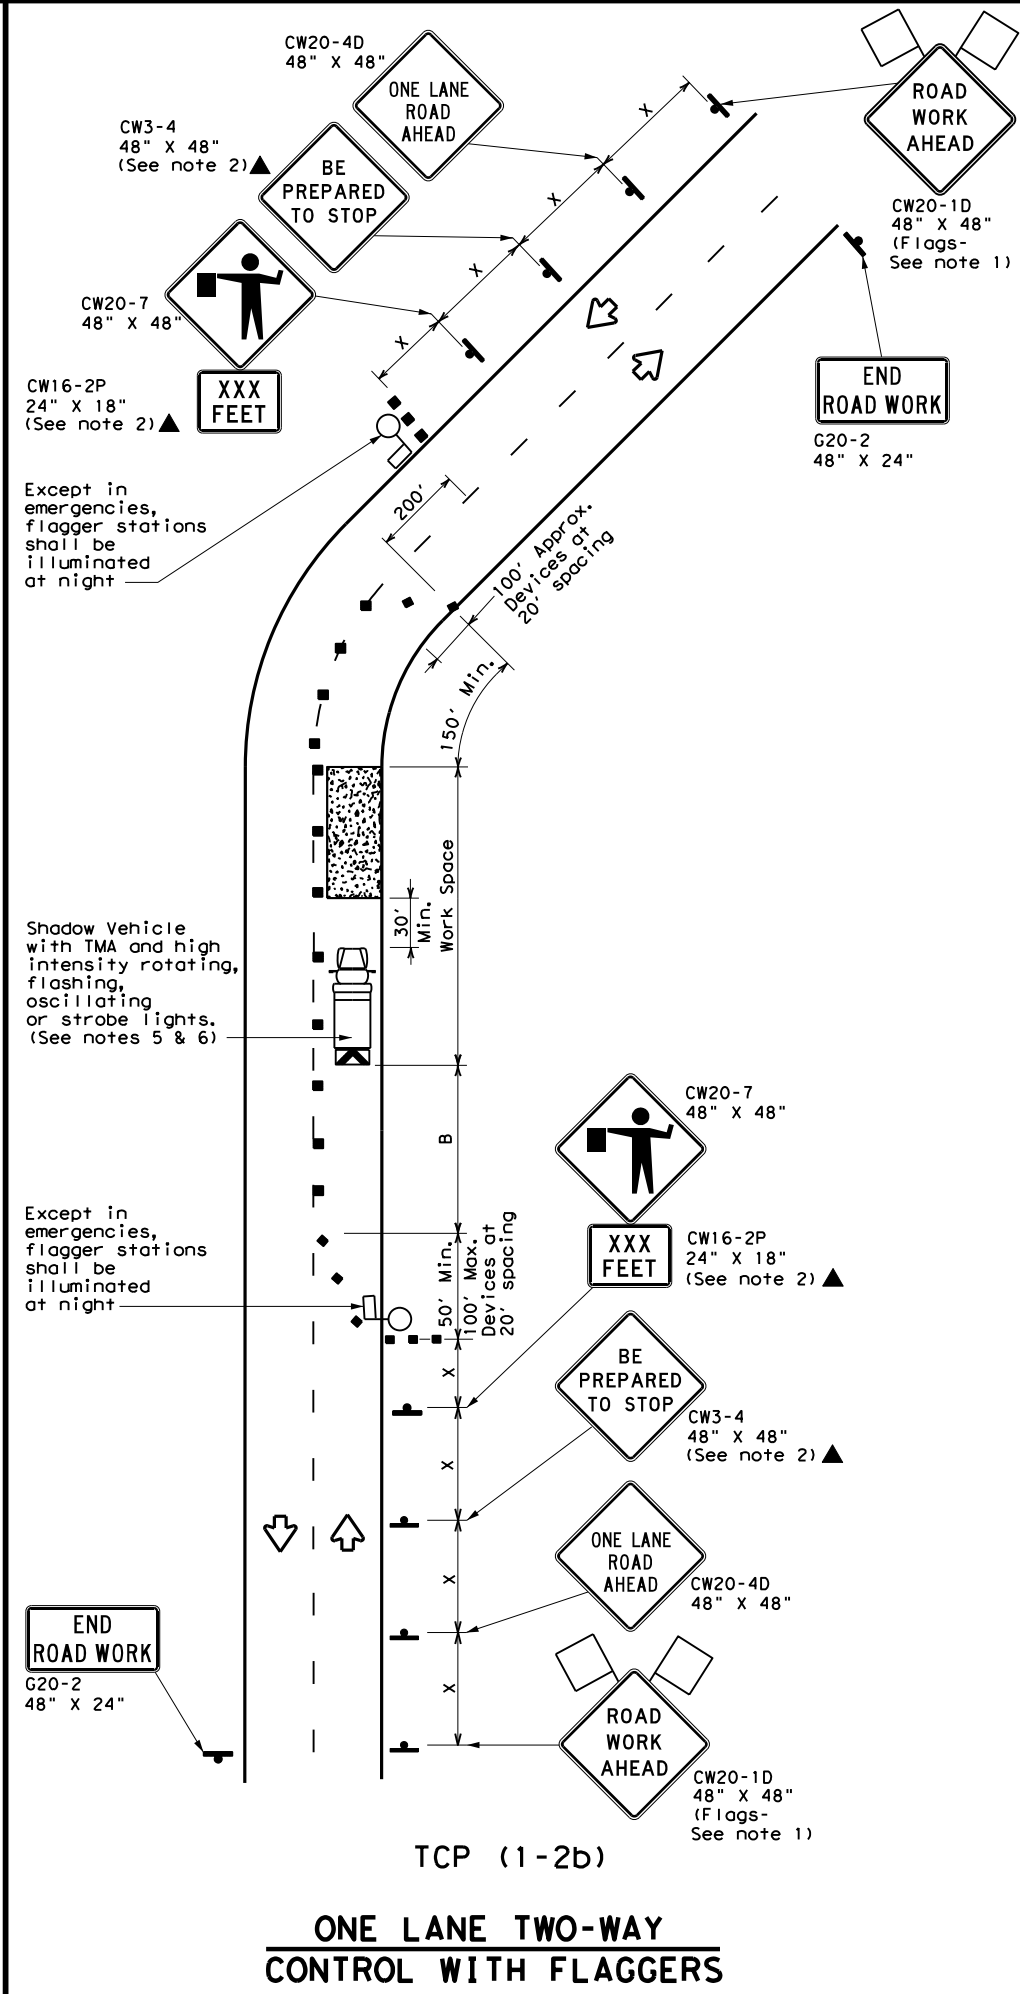 CW20-4D
48" X 48"
ONE LANE
ROAD
AHEAD
ROAD
WORK
AHEAD
CW20-1D
48" X 48"
(Flags-
See note 1)
CW3-4
48" X 48"
(See note 2)▲
BE
PREPARED
TO STOP
CW20-7
48" X 48"
CW16-2P
24" X 18"
(See note 2)▲
XXX
FEET
X
X
X
X
END
ROAD WORK
G20-2
48" X 24"
Except in
emergencies,
flagger stations
shall be
illuminated
at night
200'
100' Approx.
Devices at
20' spacing
150' Min.
30'
Min.
Work Space
Shadow Vehicle
with TMA and high
intensity rotating,
flashing,
oscillating
or strobe lights.
(See notes 5 & 6)
B
CW20-7
48" X 48"
XXX
FEET
CW16-2P
24" X 18"
(See note 2)▲
Except in
emergencies,
flagger stations
shall be
illuminated
at night
50' Min.
100' Max.
Devices at
20' spacing
X
X
X
X
BE
PREPARED
TO STOP
CW3-4
48" X 48"
(See note 2)▲
ONE LANE
ROAD
AHEAD
CW20-4D
48" X 48"
END
ROAD WORK
G20-2
48" X 24"
ROAD
WORK
AHEAD
CW20-1D
48" X 48"
(Flags-
See note 1)
TCP (1-2b)
ONE LANE TWO-WAY
CONTROL WITH FLAGGERS